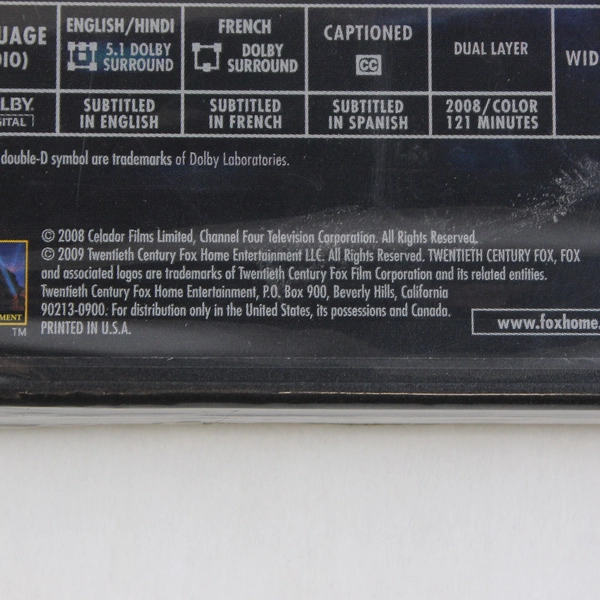 UAGE
DIO)
ENGLISH/HINDI
5.1 DOLBY
SURROUND
FRENCH
DOLBY
SURROUND
CAPTIONED
CC
DUAL LAYER
WID
LBY
ITAL
SUBTITLED
IN ENGLISH
SUBTITLED
IN FRENCH
SUBTITLED
IN SPANISH
2008/COLOR
121 MINUTES
double-D symbol are trademarks of Dolby Laboratories.
© 2008 Celador Films Limited, Channel Four Television Corporation. All Rights Reserved.
© 2009 Twentieth Century Fox Home Entertainment LLC. All Rights Reserved. TWENTIETH CENTURY FOX, FOX
and associated logos are trademarks of Twentieth Century Fox Film Corporation and its related entities.
Twentieth Century Fox Home Entertainment, P.O. Box 900, Beverly Hills, California
90213-0900. For distribution only in the United States, its possessions and Canada.
PRINTED IN U.S.A.
MENT
TM
www.foxhome.